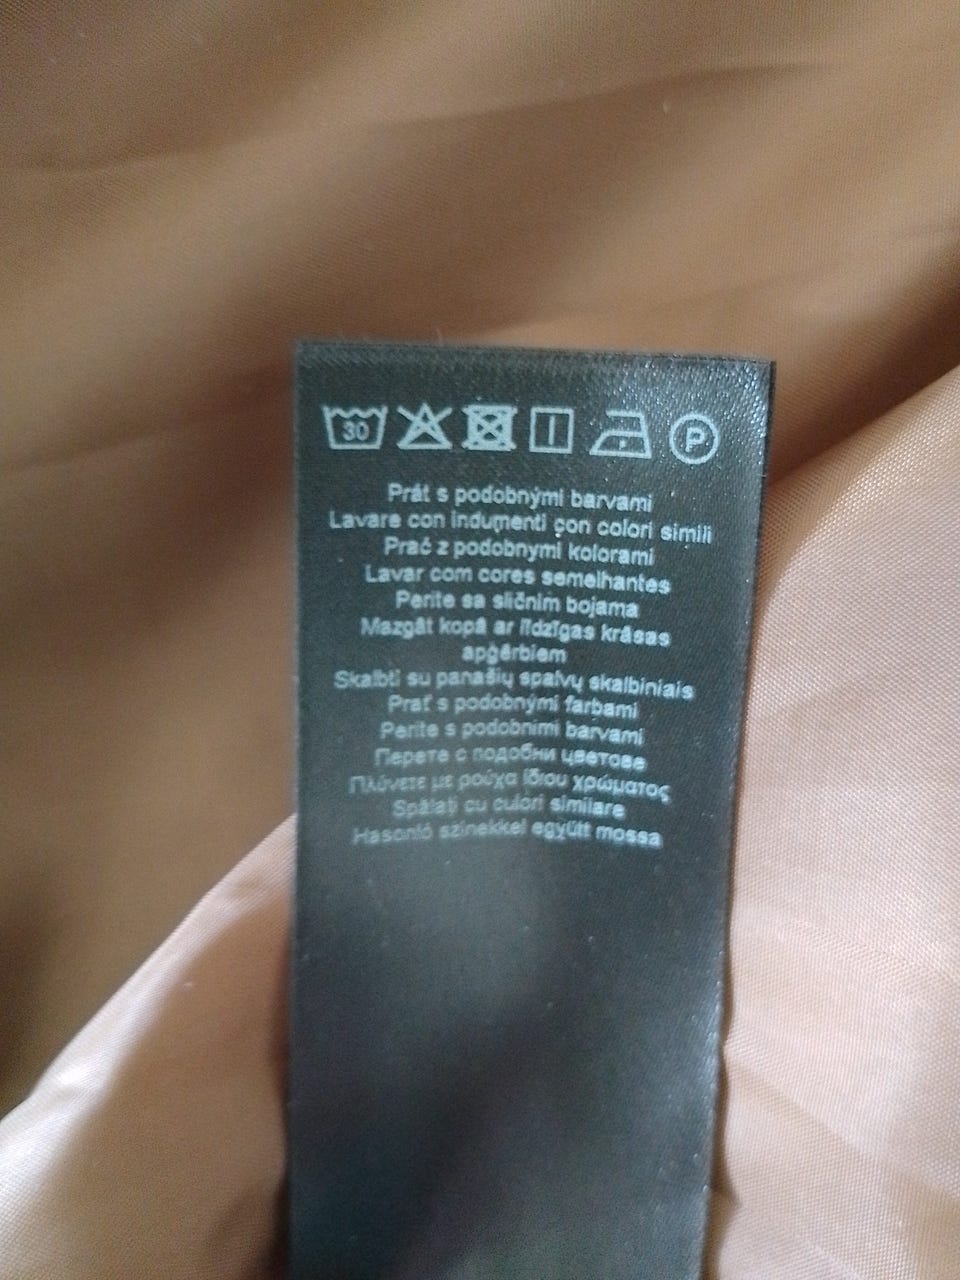 30 P
Prát s podobnými barvami
Lavare con indumenti con colori simili
Prać z podobnymi kolorami
Lavar com cores semelhantes
Perite sa sličnim bojama
Mazgāt kopā ar līdzīgas krāsas
apģērbiem
Skalbti su panašių spalvų skalbiniais
Prať s podobnými farbami
Perite s podobnimi barvami
Перете с подобни цветове
Πλύνετε με ρούχα ίδιου χρώματος
Spălați cu culori similare
Hasonló színekkel együtt mossa